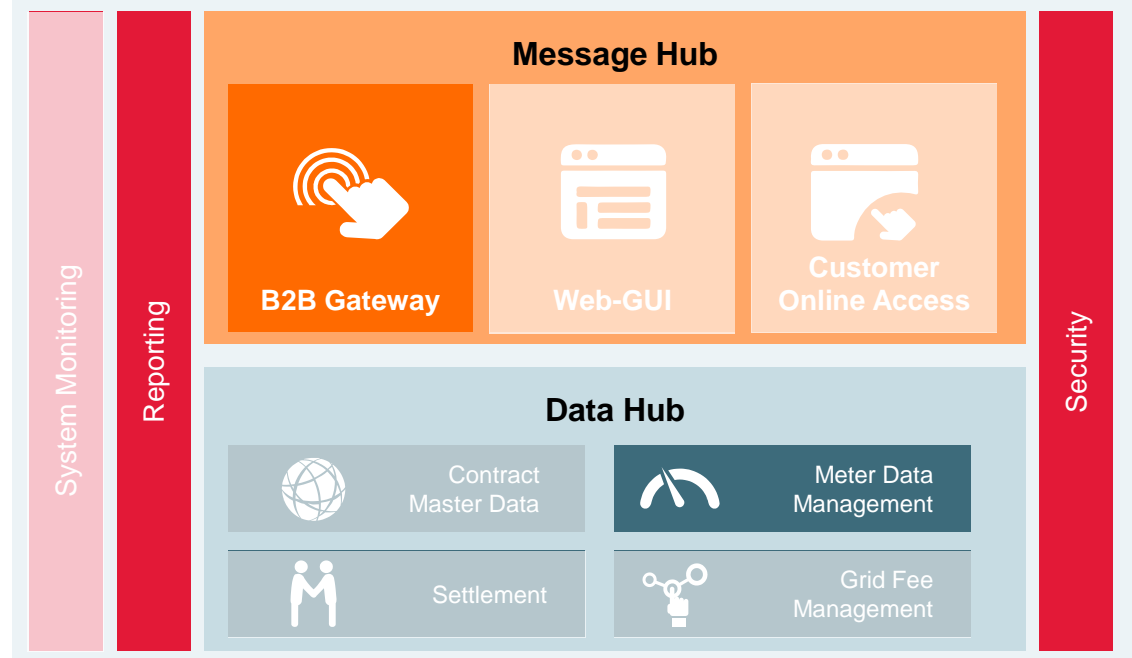 System Monitoring
Reporting
Message Hub
B2B Gateway
Web-GUI
Customer
Online Access
Data Hub
Contract
Master Data
Meter Data
Management
Settlement
Grid Fee
Management
Security